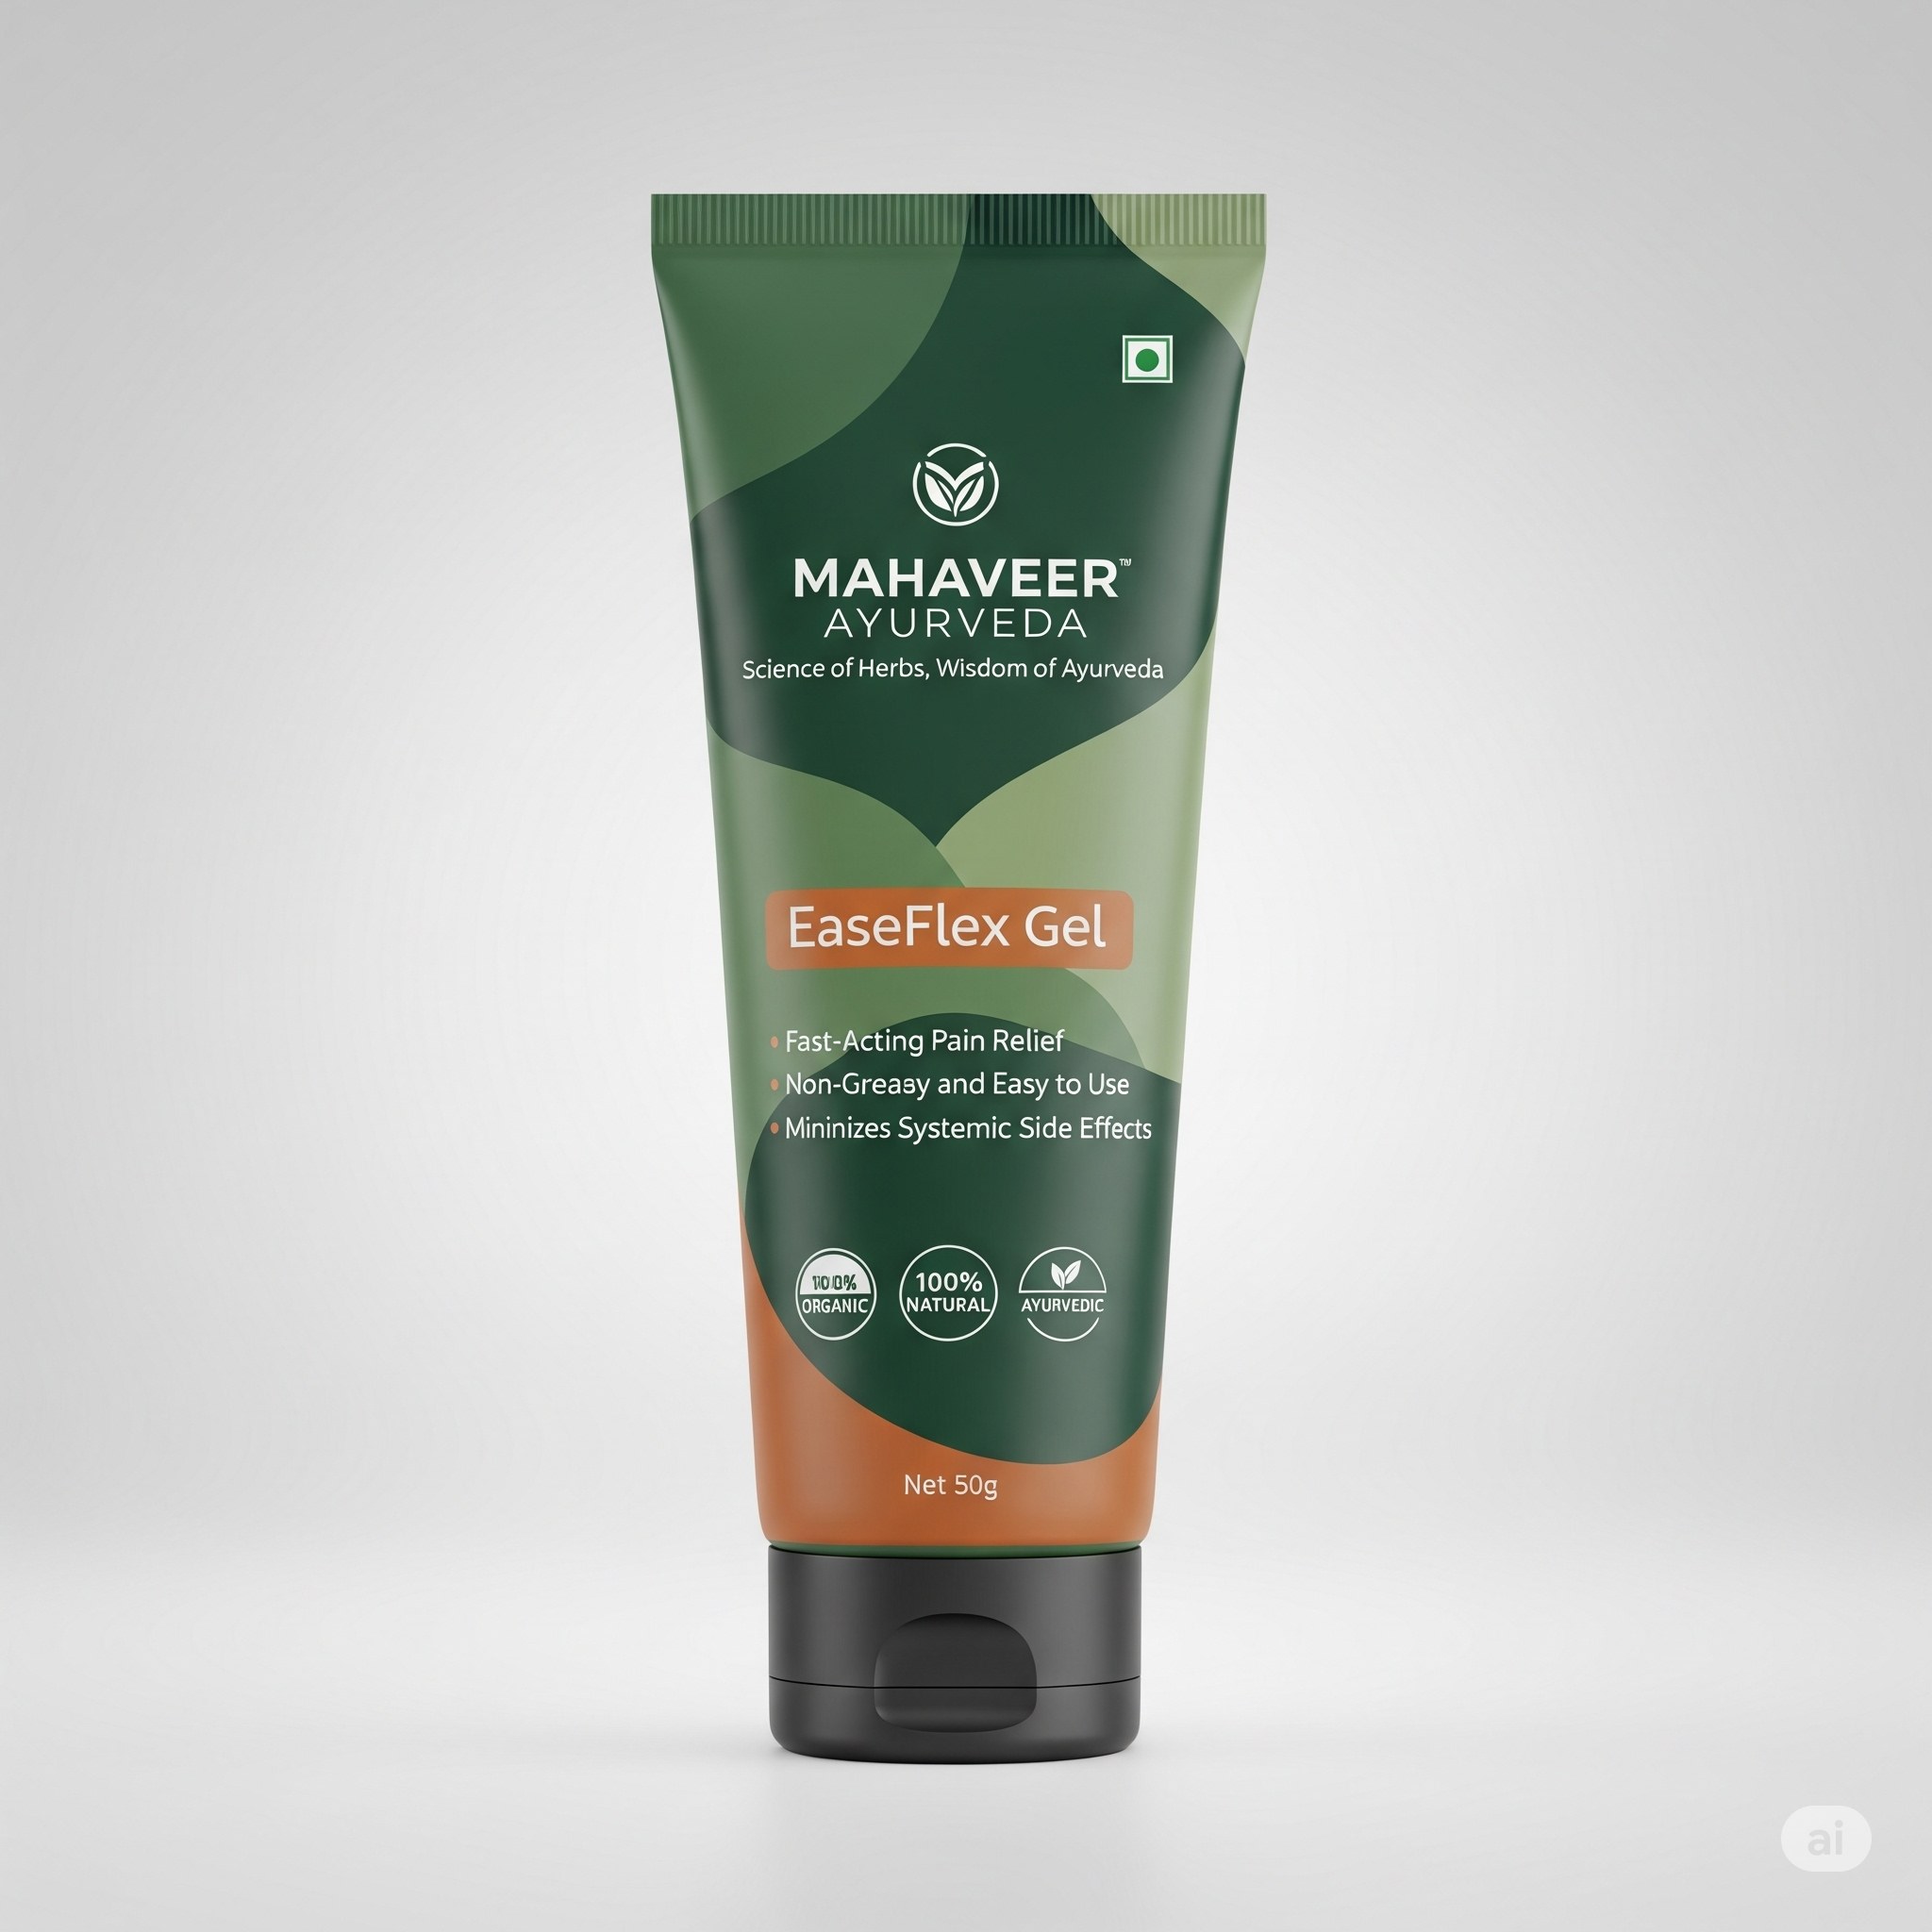 MAHAVEER™
AYURVEDA
Science of Herbs, Wisdom of Ayurveda
EaseFlex Gel
• Fast-Acting Pain Relief
• Non-Greasy and Easy to Use
• Mininizes Systemic Side Effects
ORGANIC
100%
NATURAL
AYURVEDIC
Net 50g
ai